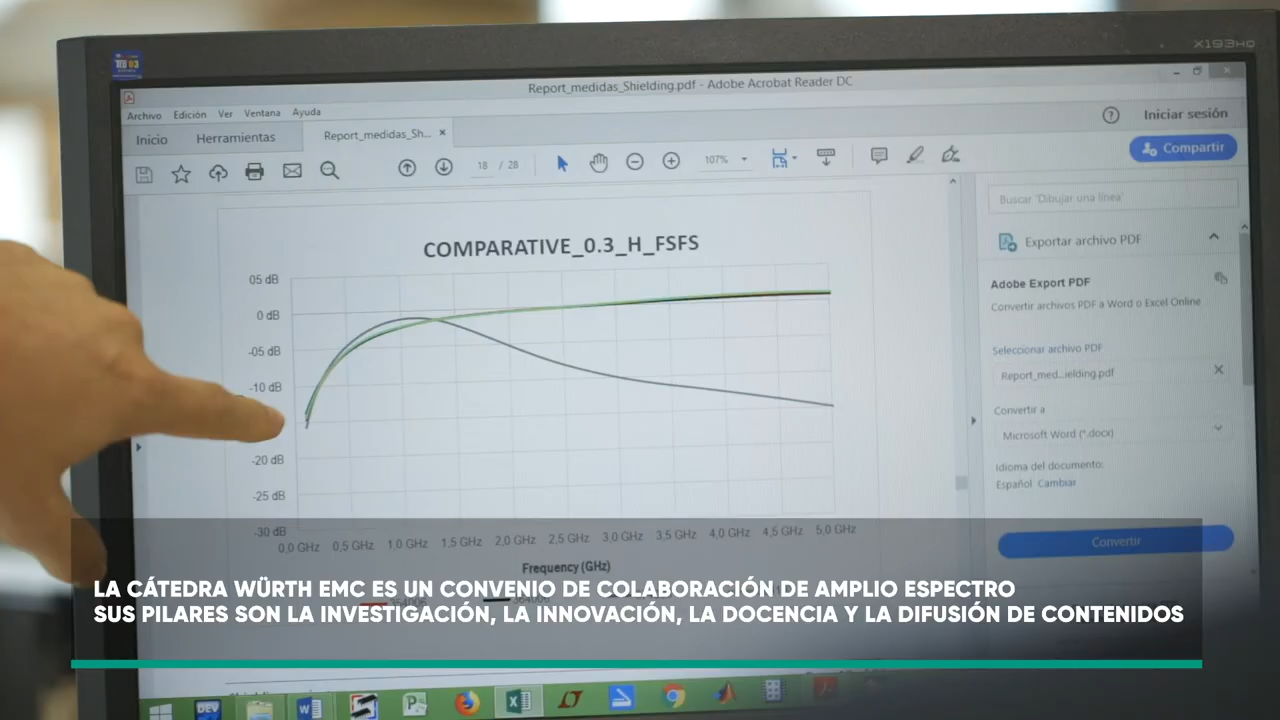 X193HQ
Report_medidas_Shielding.pdf - Adobe Acrobat Reader DC
Archivo Edición Ver Ventana Ayuda
Inicio Herramientas Report_medidas_Sh... ×
Iniciar sesión
18 / 28 107%
Compartir
Buscar 'Dibujar una línea'
Exportar archivo PDF
Adobe Export PDF
Convertir archivos PDF a Word o Excel Online
Seleccionar archivo PDF
Report_med...ielding.pdf
Convertir a
Microsoft Word (*.docx)
Idioma del documento:
Español Cambiar
Convertir
COMPARATIVE_0.3_H_FSFS
05 dB
0 dB
-05 dB
-10 dB
-20 dB
-25 dB
-30 dB
0,0 GHz 0,5 GHz 1,0 GHz 1,5 GHz 2,0 GHz 2,5 GHz 3,0 GHz 3,5 GHz 4,0 GHz 4,5 GHz 5,0 GHz
Frequency (GHz)
LA CÁTEDRA WÜRTH EMC ES UN CONVENIO DE COLABORACIÓN DE AMPLIO ESPECTRO
SUS PILARES SON LA INVESTIGACIÓN, LA INNOVACIÓN, LA DOCENCIA Y LA DIFUSIÓN DE CONTENIDOS
DEV